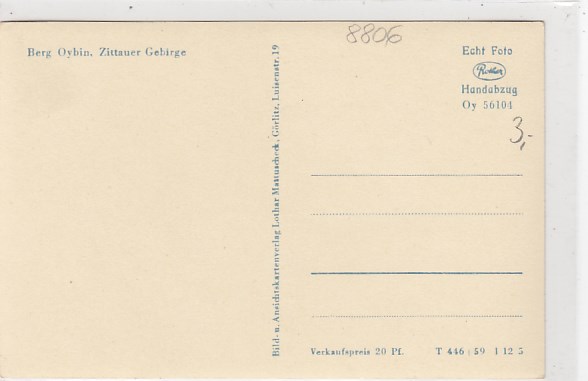 8806
Berg Oybin, Zittauer Gebirge
Bild- u. Ansichtskartenverlag Lothar Mattuscheck, Görlitz, Luisenstr. 19
Echt Foto
Rother
Handabzug
Oy 56104
3,-
Verkaufspreis 20 Pf. T 446 : 59 I 12 5